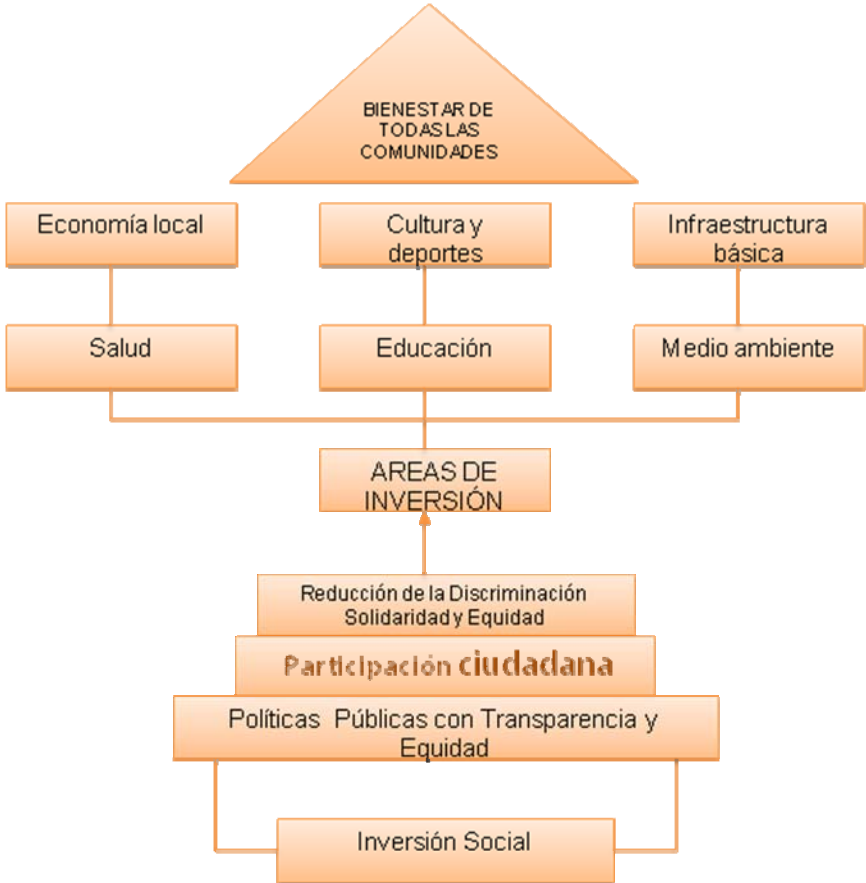 BIENESTAR DE
TODAS LAS
COMUNIDADES
Economía local
Cultura y
deportes
Infraestructura
básica
Salud
Educación
Medio ambiente
AREAS DE
INVERSIÓN
Reducción de la Discriminación
Solidaridad y Equidad
Participación ciudadana
Políticas Públicas con Transparencia y
Equidad
Inversión Social